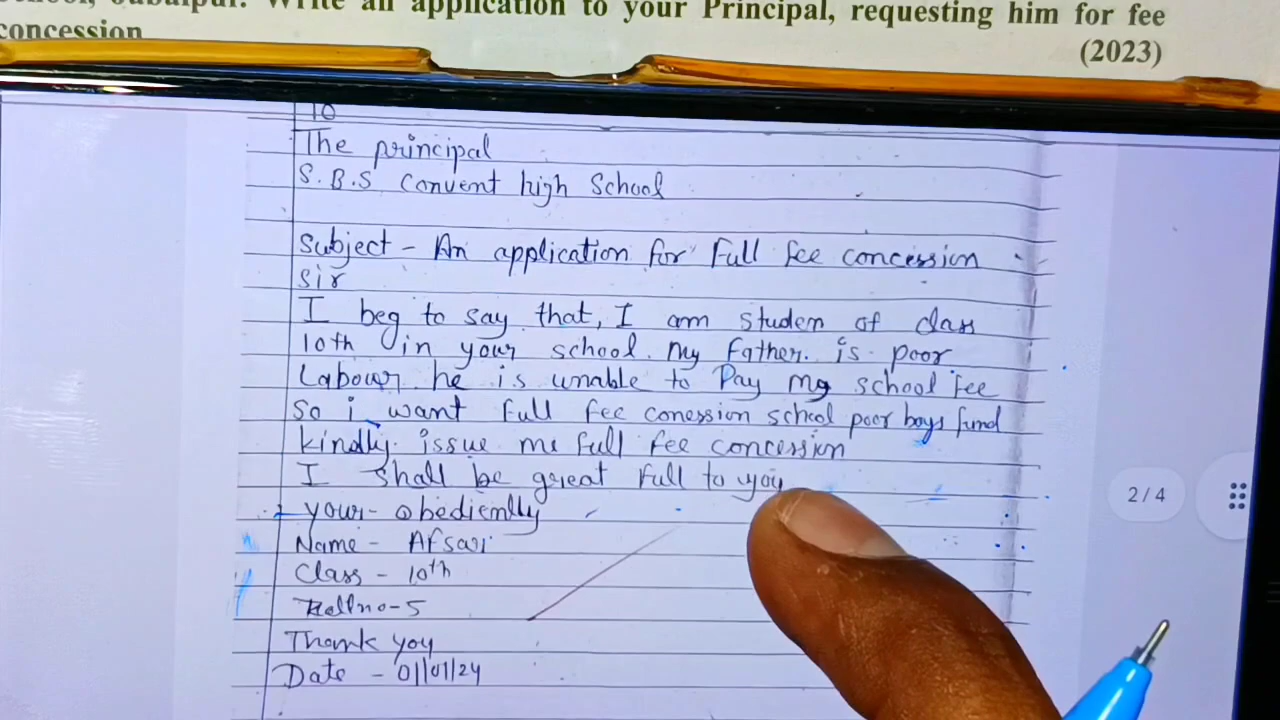 School, Jabalpur. Write an application to your Principal, requesting him for fee
concession
(2023)
To
The principal
S.B.S convent high School
Subject - An application for Full fee concession
Sir
I beg to say that, I am studen of class
10th in your school. My Father. is poor
Labour he is unable to Pay my school fee
So i want full fee conession school poor boys fund
kindly. issue me full fee concession
I shall be great full to you
your- obediently
Name - Afsari
Class - 10th
Rollno-5
Thank you
Date - 01/01/24
2/4